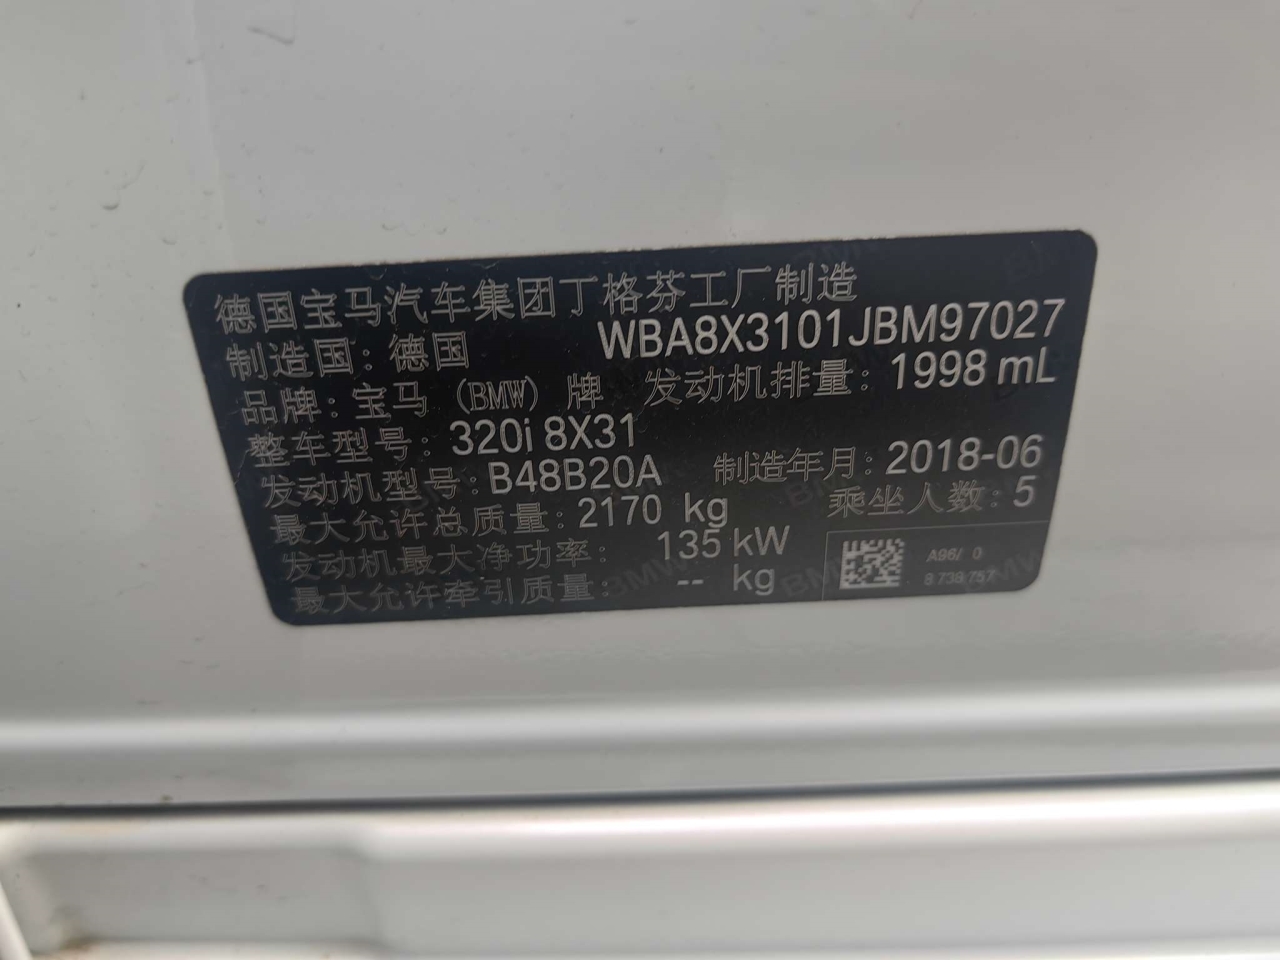 德国宝马汽车集团丁格芬工厂制造
制造国：德国 WBA8X3101JBM97027
品牌：宝马（BMW）牌 发动机排量：1998 mL
整车型号：320i 8X31
发动机型号：B48B20A 制造年月：2018-06
最大允许总质量：2170 kg 乘坐人数：5
发动机最大净功率： 135 kW
最大允许牵引质量： -- kg
A96/ 0
8 738 757